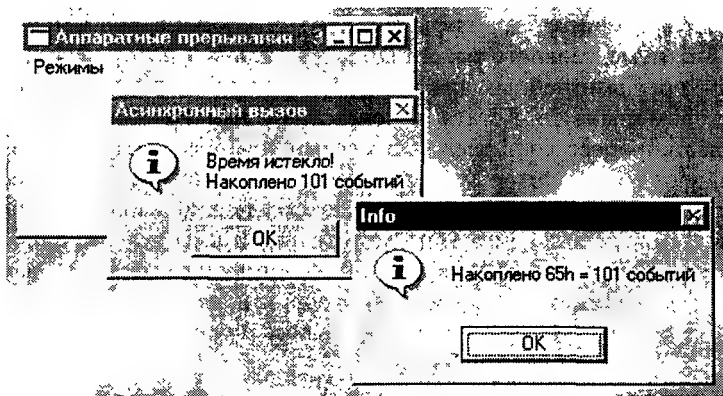 Аппаратные прерывания
Режимы
Асинхронный вызов
Время истекло!
Накоплено 101 событий
OK
Info
Накоплено 65h = 101 событий
OK